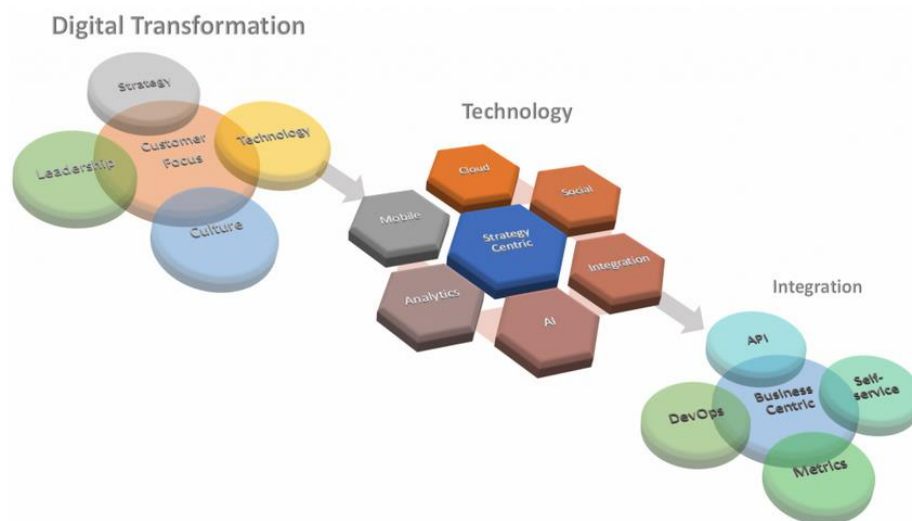 Digital Transformation
Strategy
Customer
Focus
Technology
Leadership
Culture
Technology
Cloud
Social
Mobile
Strategy
Centric
Integration
Analytics
AI
Integration
API
Self-
service
Business
Centric
DevOps
Metrics